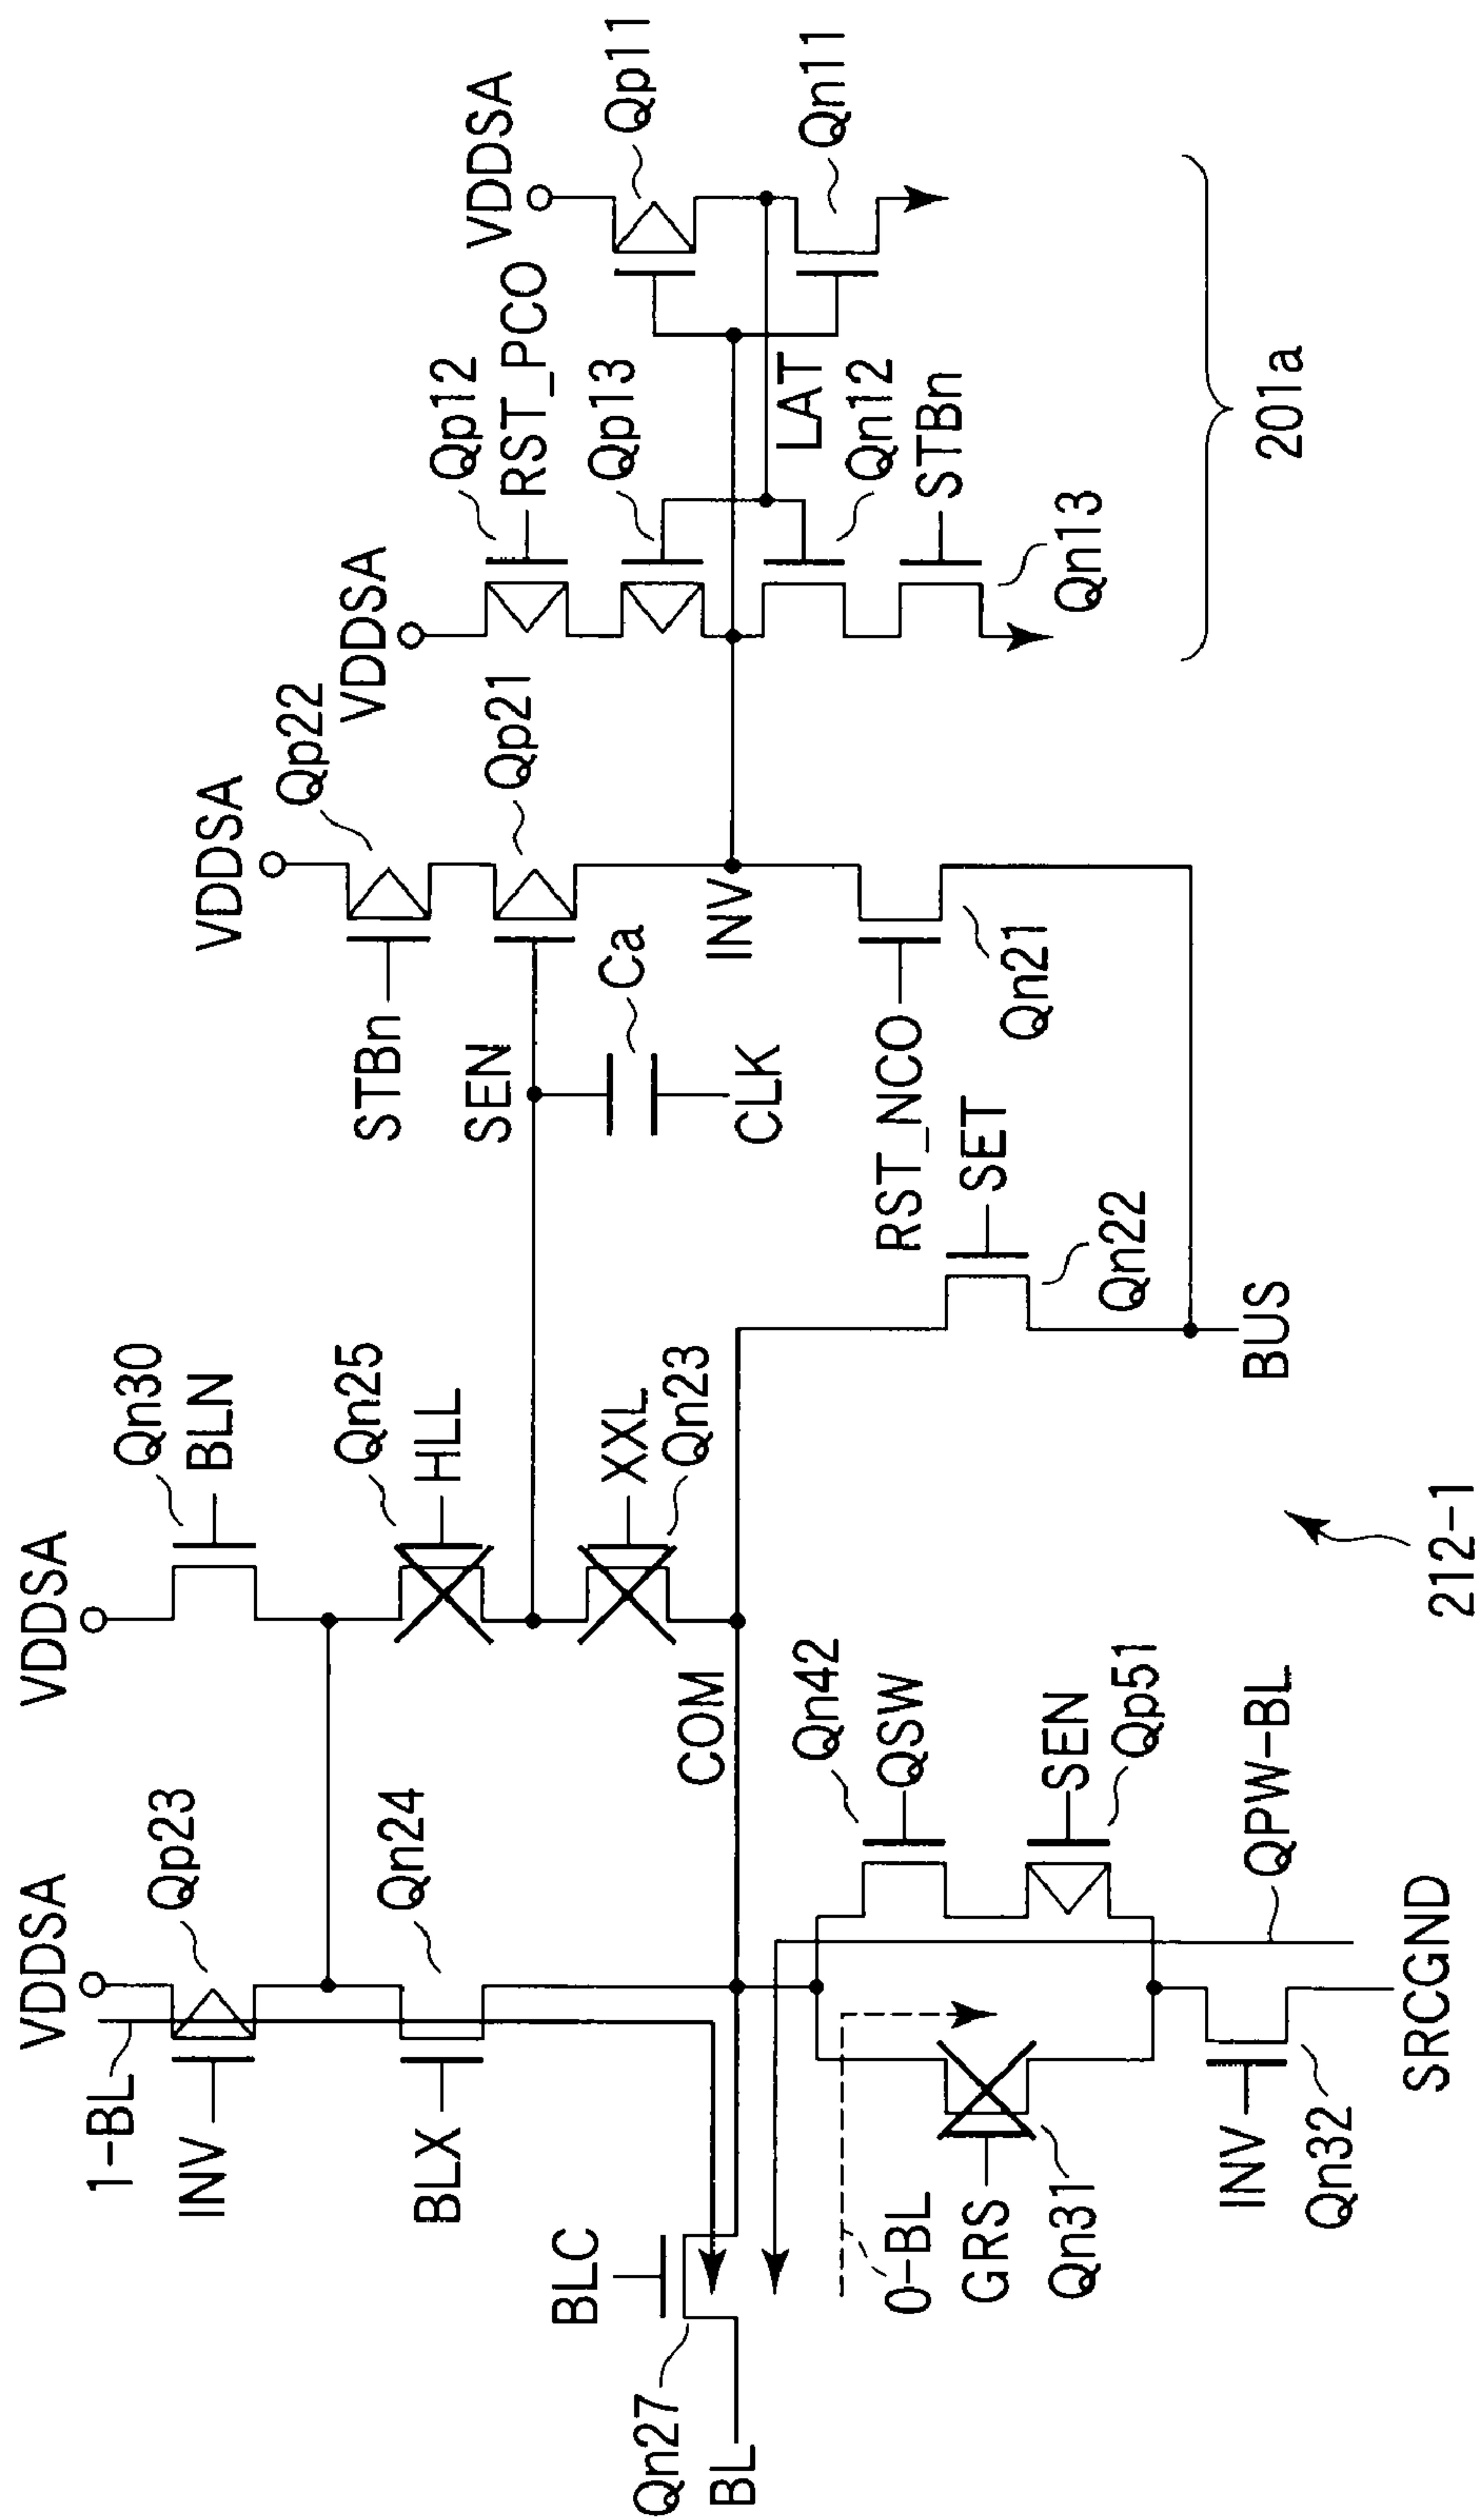 VDDSA
VDDSA
1-BL
Qp23
Qn30
INV
BLN
VDDSA
Qp22
VDDSA
Qn24
Qn25
STBn
BLX
HLL
Qp12
VDDSA
SEN
Qp21
RST_PCO
BLC
XXL
Ca
Qp13
Qp11
Qn27
Qn23
COM
INV
BL
CLK
LAT
Qn11
Qn42
QSW
RST_NCO
Qn12
0-BL
SET
STBn
GRS
SEN
Qn21
Qn31
Qp51
Qn22
Qn13
INV
QPW-BL
BUS
201a
Qn32
SRCGND
212-1